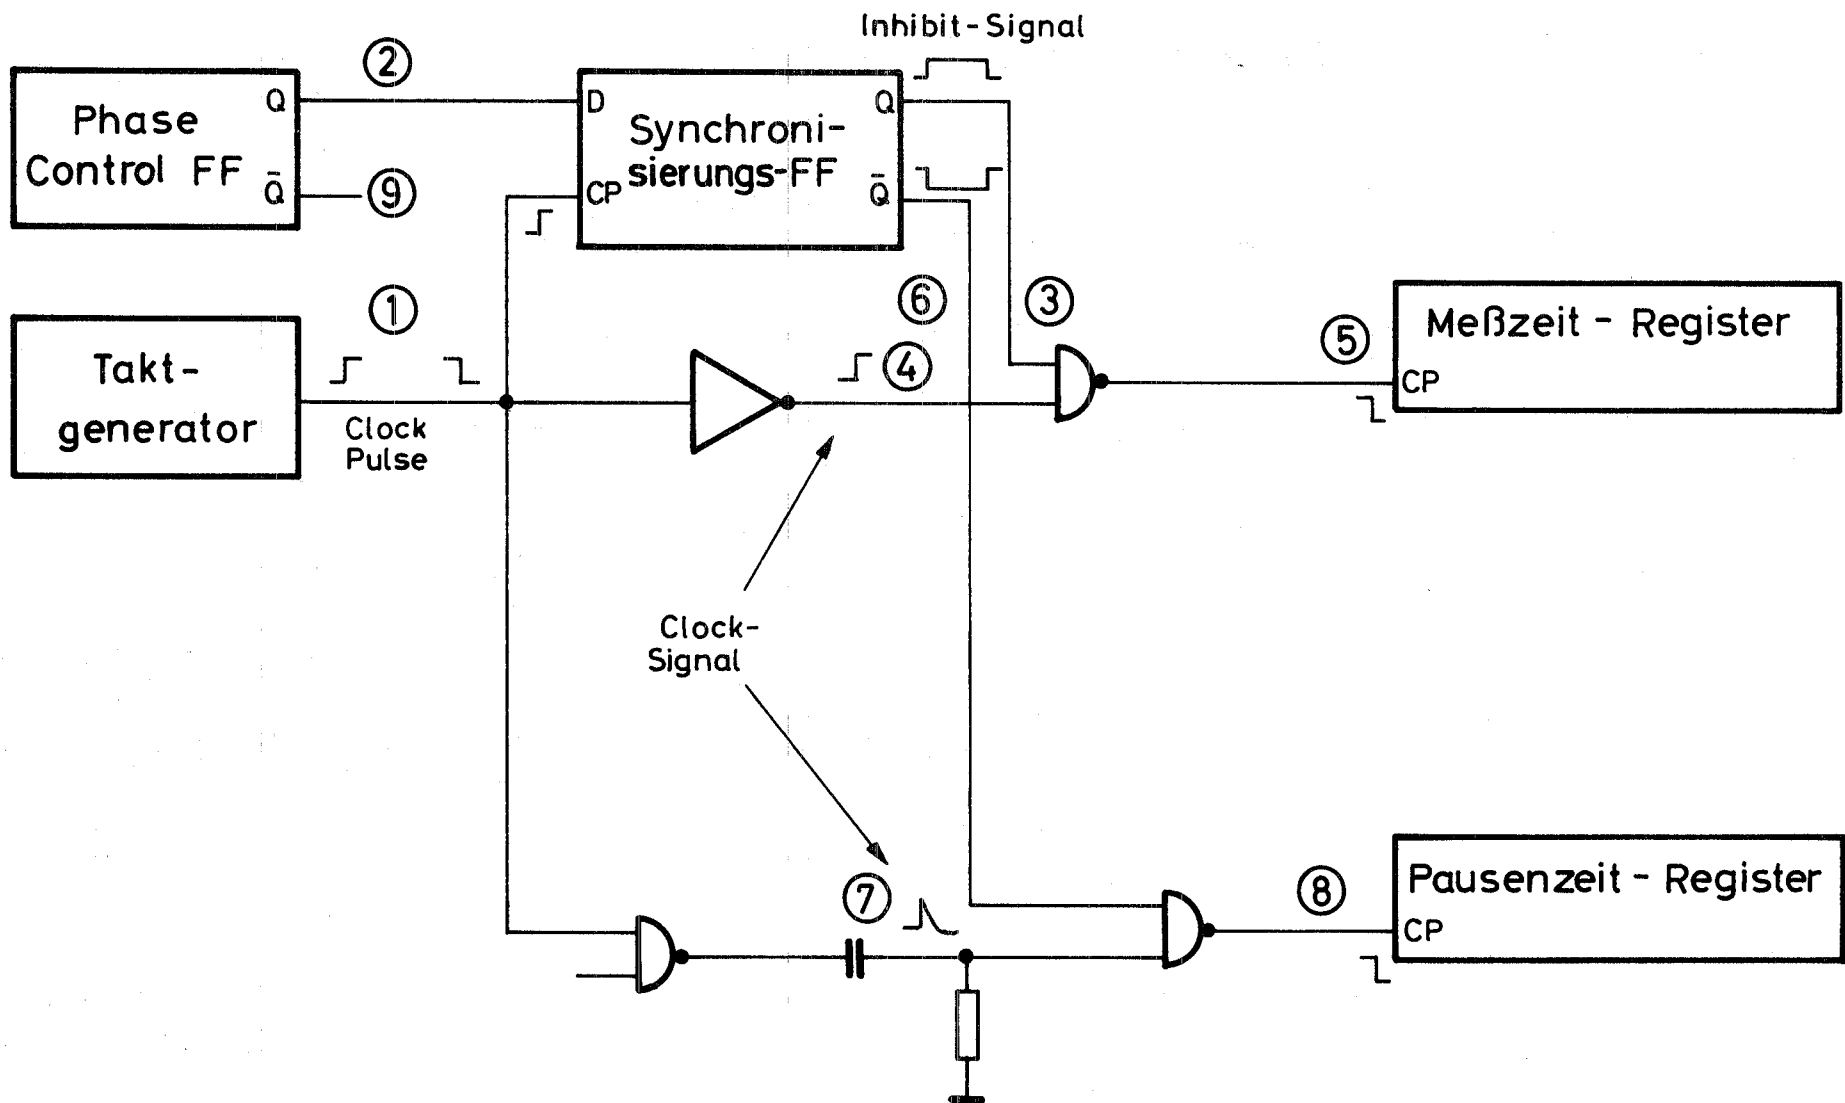 Inhibit-Signal
②
Phase
Control FF
Q
Q̄
⑨
D
CP
Synchroni-
sierungs-FF
Q
Q̄
①
Takt-
generator
Clock
Pulse
⑥
③
④
⑤
Meßzeit - Register
CP
Clock-
Signal
⑦
⑧
Pausenzeit - Register
CP